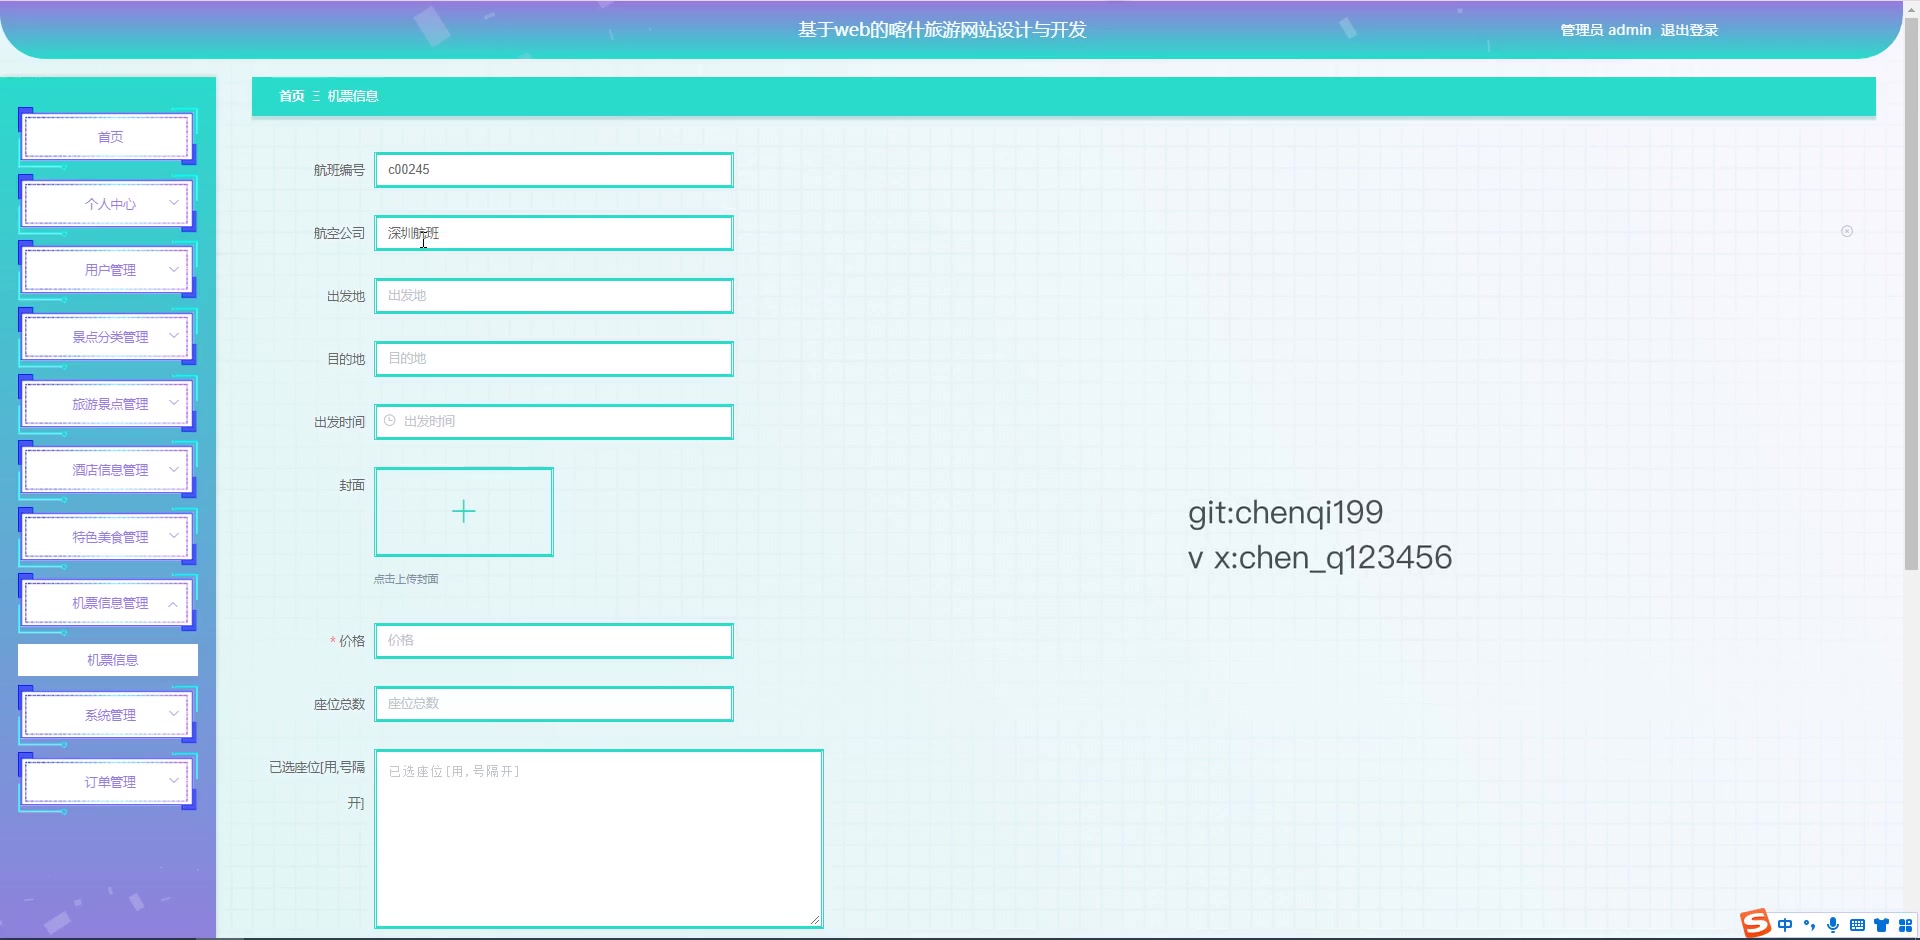 基于web的喀什旅游网站设计与开发
管理员 admin 退出登录
首页 三 机票信息
首页
个人中心
用户管理
景点分类管理
旅游景点管理
酒店信息管理
特色美食管理
机票信息管理
机票信息
系统管理
订单管理
航班编号 c00245
航空公司 深圳航班
出发地 出发地
目的地 目的地
出发时间 出发时间
封面
点击上传封面
* 价格 价格
座位总数 座位总数
已选座位[用,号隔
开]
已选座位[用,号隔开]
git:chenqi199
v x:chen_q123456
中